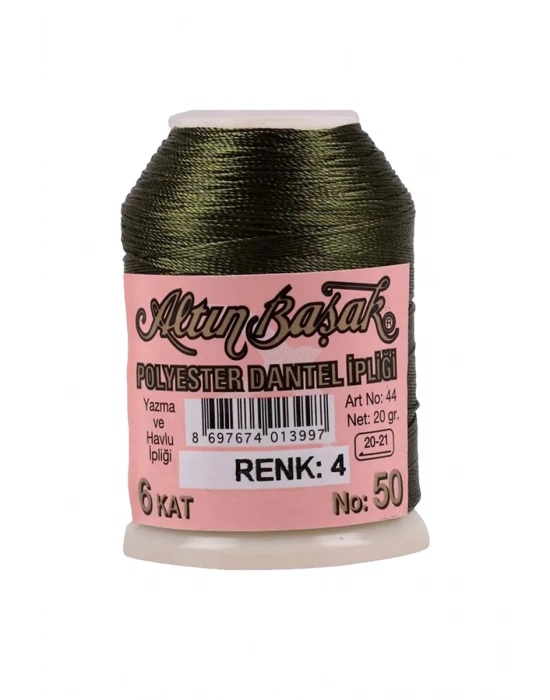 Altın Başak ®
POLYESTER DANTEL İPLİĞİ
Yazma
ve
Havlu
İpliği
8 697674 013997
Art No: 44
Net: 20 gr.
20-21
RENK: 4
6 KAT
No: 50